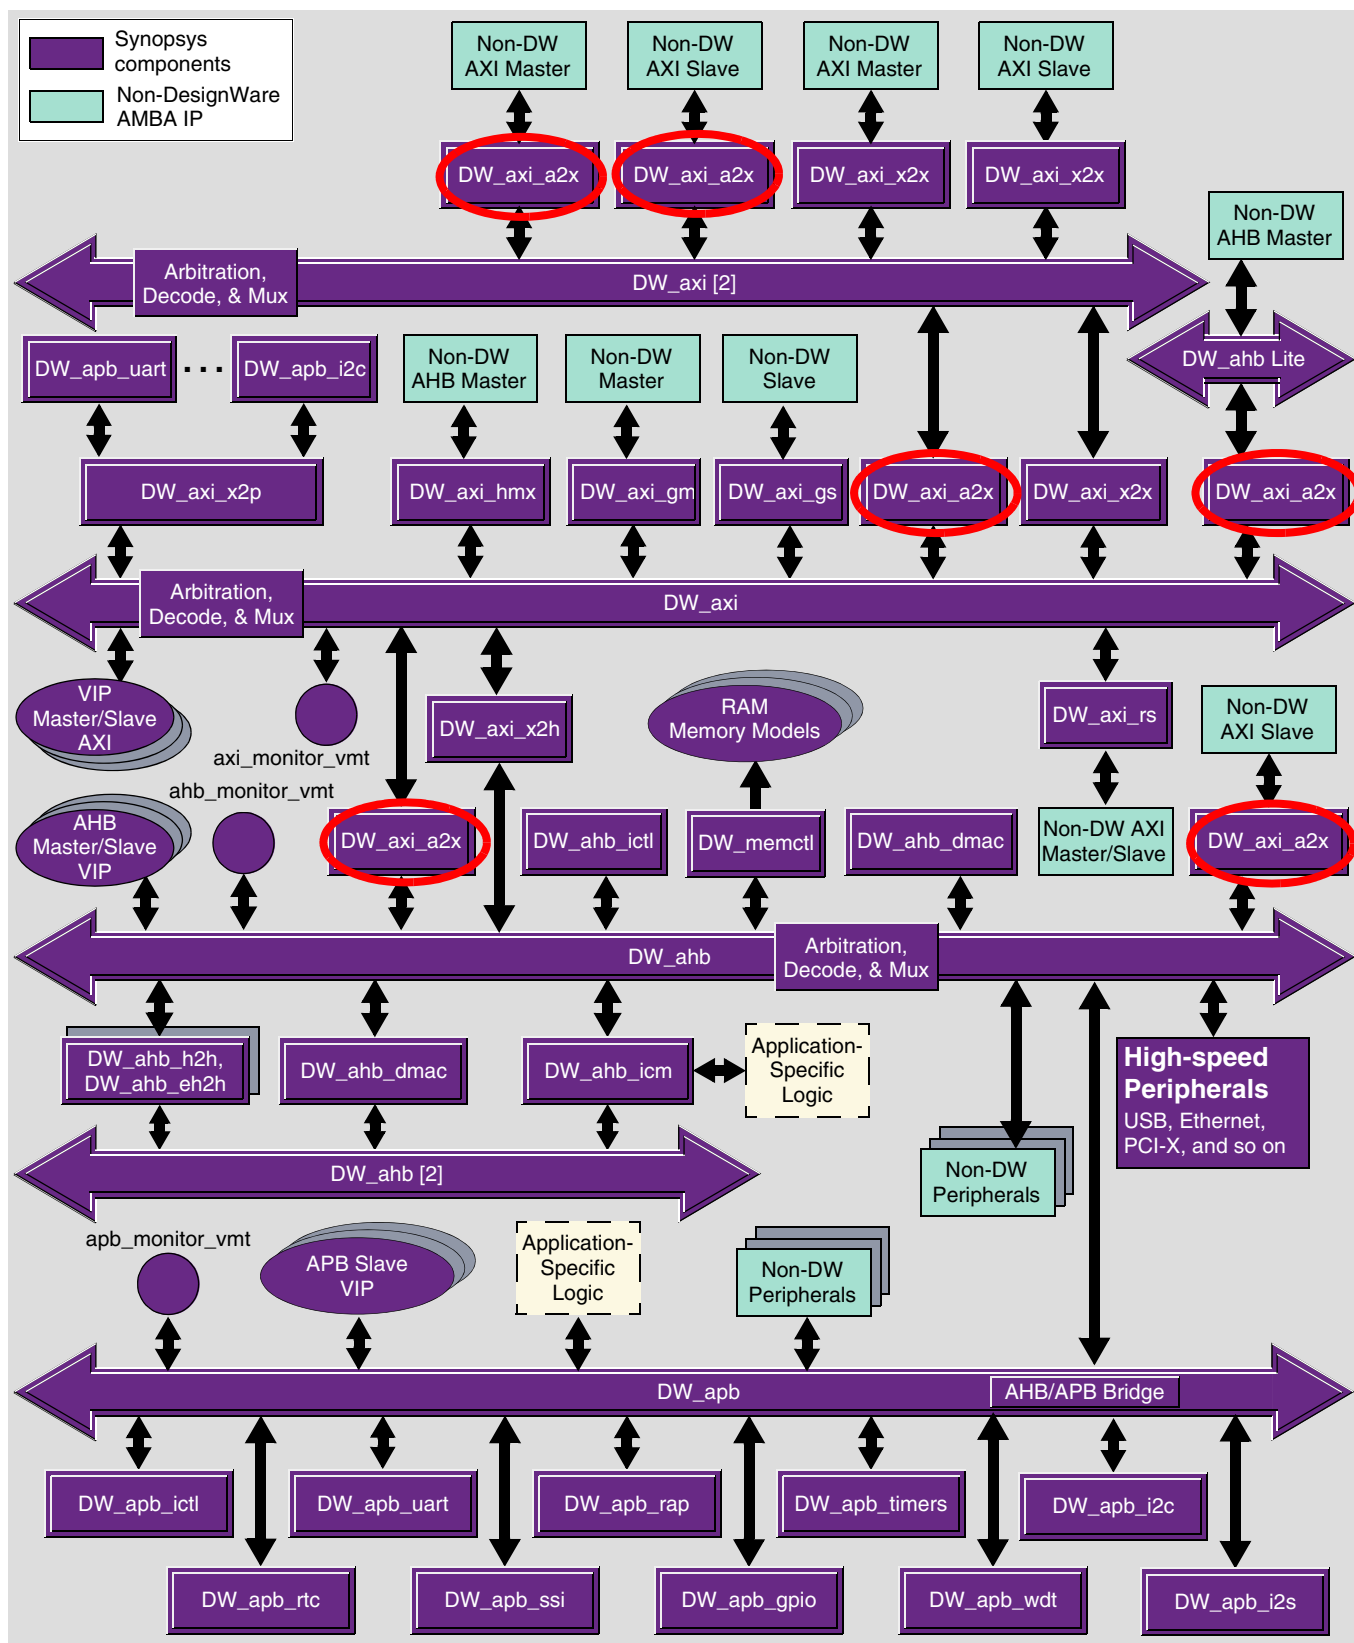 Synopsys
components
Non-DesignWare
AMBA IP
Non-DW
AXI Master
Non-DW
AXI Slave
Non-DW
AXI Master
Non-DW
AXI Slave
DW_axi_a2x
DW_axi_a2x
DW_axi_x2x
DW_axi_x2x
Non-DW
AHB Master
Arbitration,
Decode, & Mux
DW_axi [2]
DW_apb_uart
. . .
DW_apb_i2c
Non-DW
AHB Master
Non-DW
Master
Non-DW
Slave
DW_ahb Lite
DW_axi_x2p
DW_axi_hmx
DW_axi_gm
DW_axi_gs
DW_axi_a2x
DW_axi_x2x
DW_axi_a2x
Arbitration,
Decode, & Mux
DW_axi
VIP
Master/Slave
AXI
axi_monitor_vmt
DW_axi_x2h
RAM
Memory Models
DW_axi_rs
Non-DW
AXI Slave
ahb_monitor_vmt
AHB
Master/Slave
VIP
DW_axi_a2x
DW_ahb_ictl
DW_memctl
DW_ahb_dmac
Non-DW AXI
Master/Slave
DW_axi_a2x
DW_ahb
Arbitration,
Decode, & Mux
DW_ahb_h2h,
DW_ahb_eh2h
DW_ahb_dmac
DW_ahb_icm
Application-
Specific
Logic
High-speed
Peripherals
USB, Ethernet,
PCI-X, and so on
DW_ahb [2]
Non-DW
Peripherals
apb_monitor_vmt
APB Slave
VIP
Application-
Specific
Logic
Non-DW
Peripherals
DW_apb
AHB/APB Bridge
DW_apb_ictl
DW_apb_uart
DW_apb_rap
DW_apb_timers
DW_apb_i2c
DW_apb_rtc
DW_apb_ssi
DW_apb_gpio
DW_apb_wdt
DW_apb_i2s